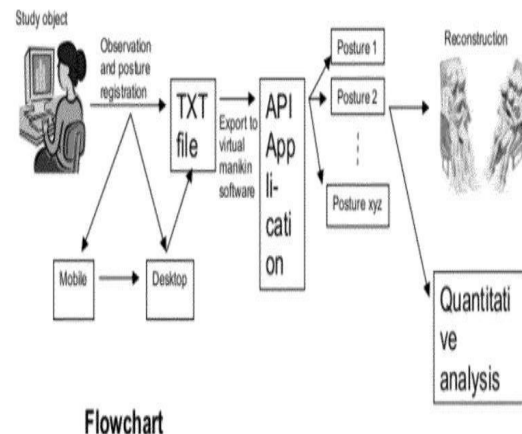 Study object
Observation
and posture
registration
TXT
file
Export to
virtual
manikin
software
API
App
li-
cati
on
Posture 1
Posture 2
Posture xyz
Reconstruction
Mobile
Desktop
Quantitati
ve
analysis
Flowchart